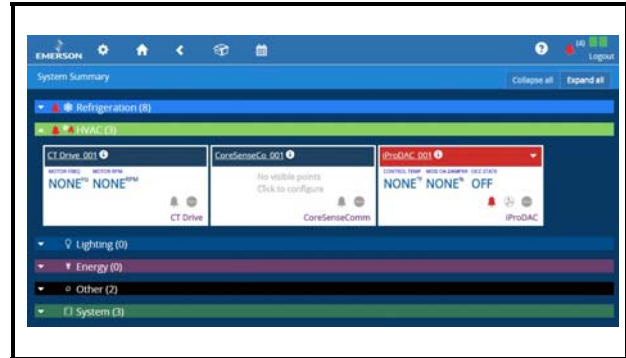 EMERSON
(4)
Logout
System Summary
Collapse all Expand all
Refrigeration (8)
HVAC (3)
CT Drive 001
MOTOR FREQ MOTOR RPM
NONE HZ NONE RPM
CT Drive
CoreSenseCo 001
No visible points
Click to configure
CoreSenseComm
iProDAC 001
CONTROL TEMP MOD OA DAMPER OCC STATE
NONE °F NONE % OFF
iProDAC
Lighting (0)
Energy (0)
Other (2)
System (3)